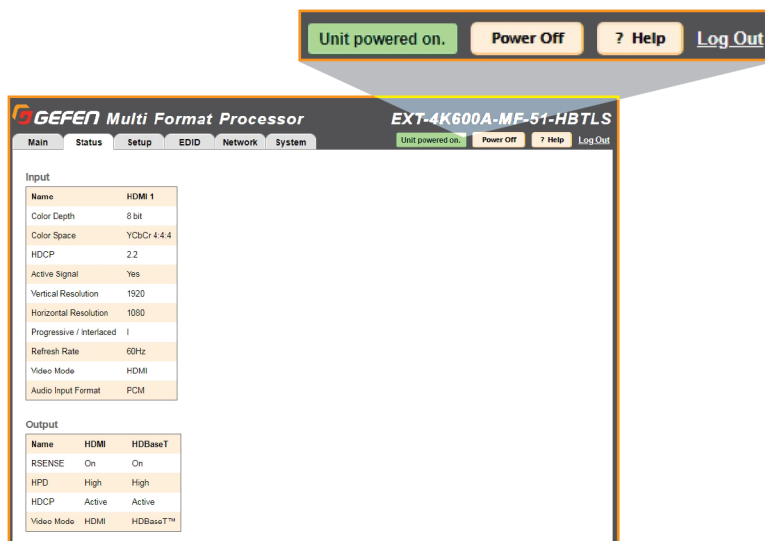 Unit powered on. Power Off ? Help Log Out
GEFEN Multi Format Processor EXT-4K600A-MF-51-HBTLS
Main Status Setup EDID Network System Unit powered on. Power Off ? Help Log Out
Input
Name HDMI 1
Color Depth 8 bit
Color Space YCbCr 4:4:4
HDCP 2.2
Active Signal Yes
Vertical Resolution 1920
Horizontal Resolution 1080
Progressive / Interlaced I
Refresh Rate 60Hz
Video Mode HDMI
Audio Input Format PCM
Output
Name HDMI HDBaseT
RSENSE On On
HPD High High
HDCP Active Active
Video Mode HDMI HDBaseT™